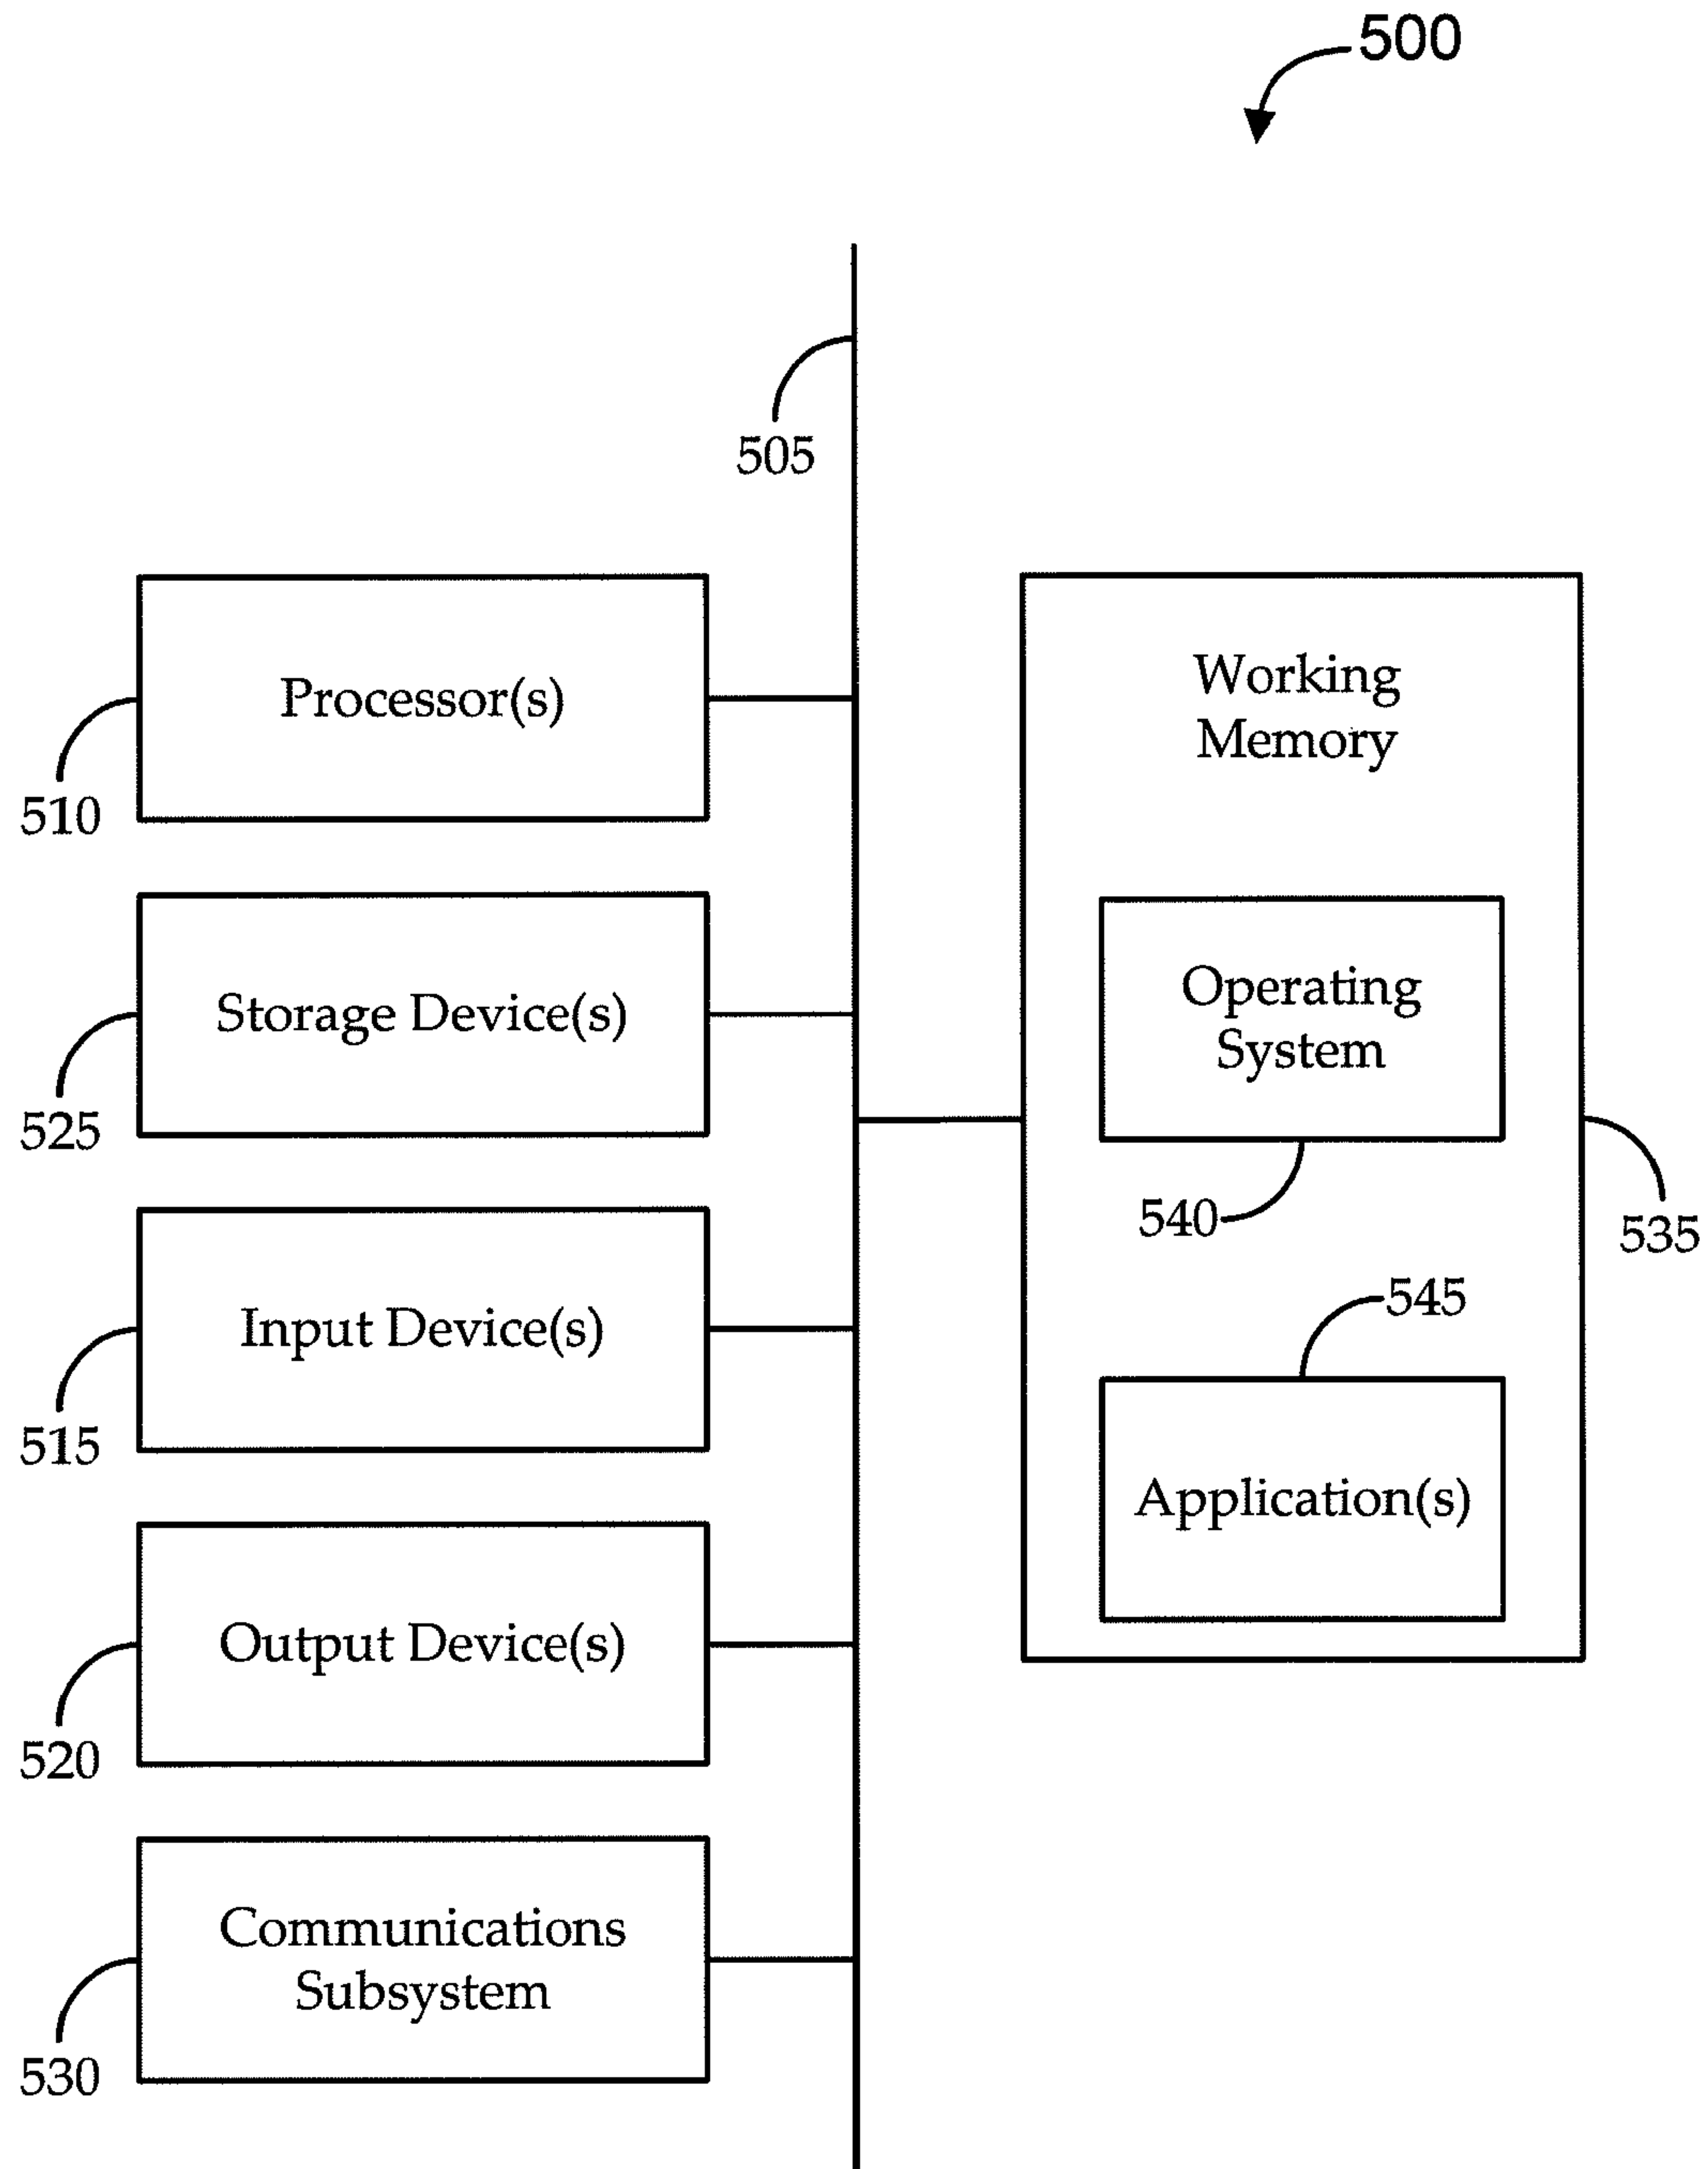 500
505
Processor(s)
510
Storage Device(s)
525
Input Device(s)
515
Output Device(s)
520
Communications
Subsystem
530
Working
Memory
Operating
System
540
535
545
Application(s)